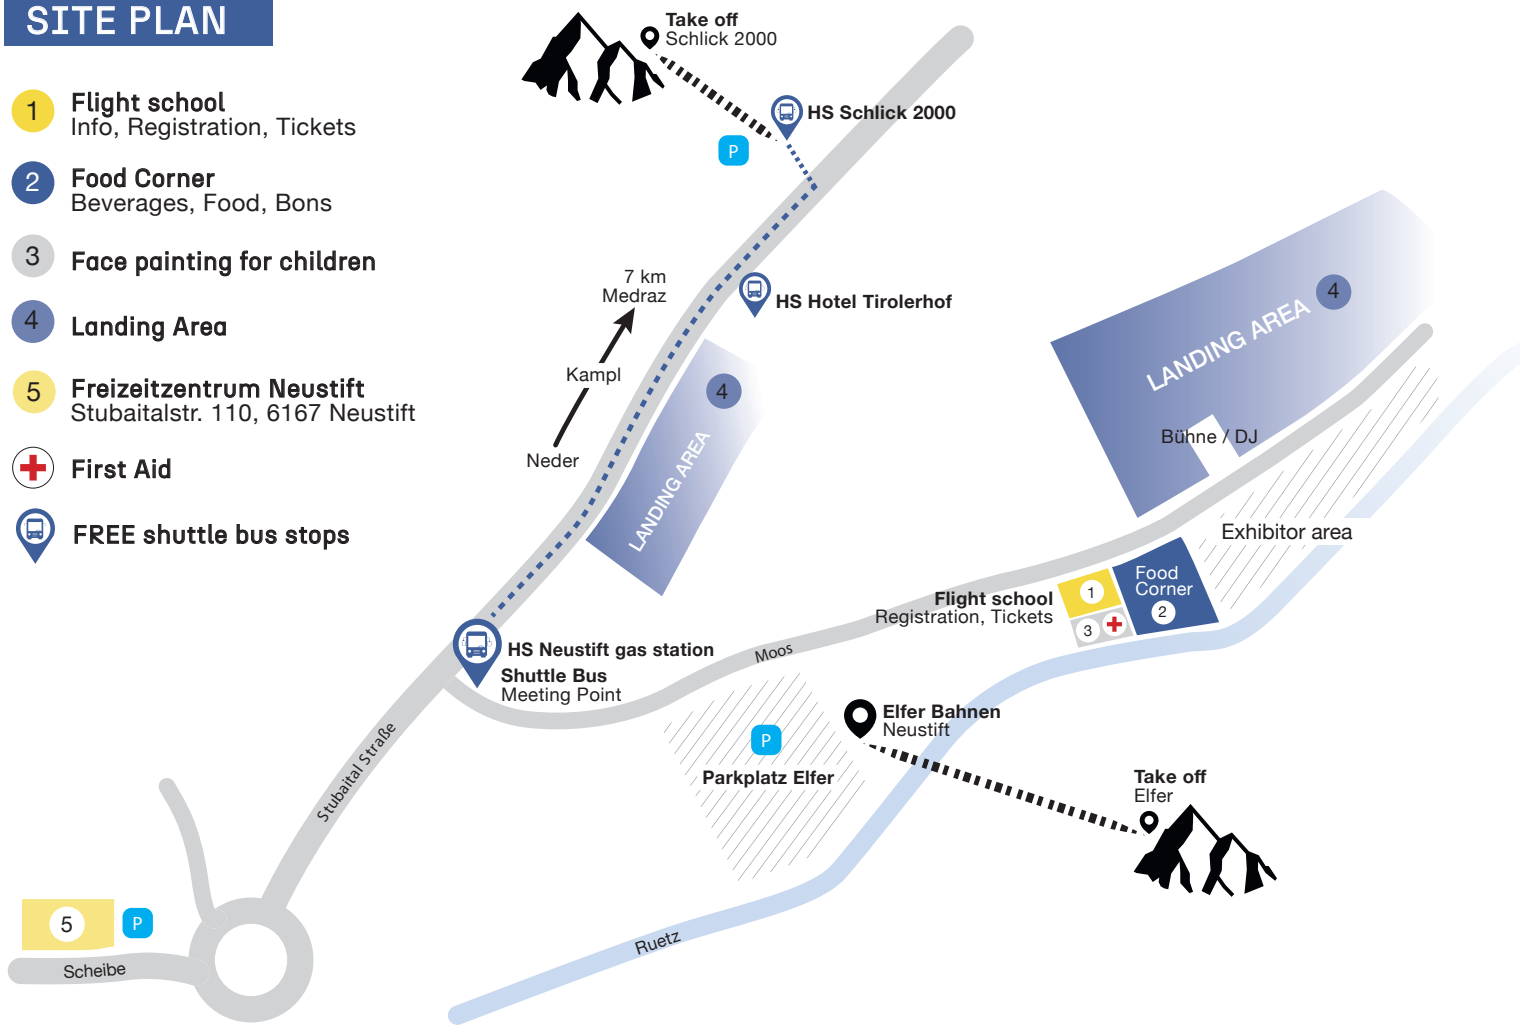 SITE PLAN
1
Flight school
Info, Registration, Tickets
2
Food Corner
Beverages, Food, Bons
3
Face painting for children
4
Landing Area
5
Freizeitzentrum Neustift
Stubaitalstr. 110, 6167 Neustift
First Aid
FREE shuttle bus stops
Take off
Schlick 2000
HS Schlick 2000
P
7 km
Medraz
HS Hotel Tirolerhof
Kampl
Neder
4
LANDING AREA
4
LANDING AREA
Bühne / DJ
Exhibitor area
Food
Corner
2
1
3
Flight school
Registration, Tickets
HS Neustift gas station
Shuttle Bus
Meeting Point
Moos
Elfer Bahnen
Neustift
P
Parkplatz Elfer
Take off
Elfer
Stubaital Straße
5
P
Scheibe
Ruetz